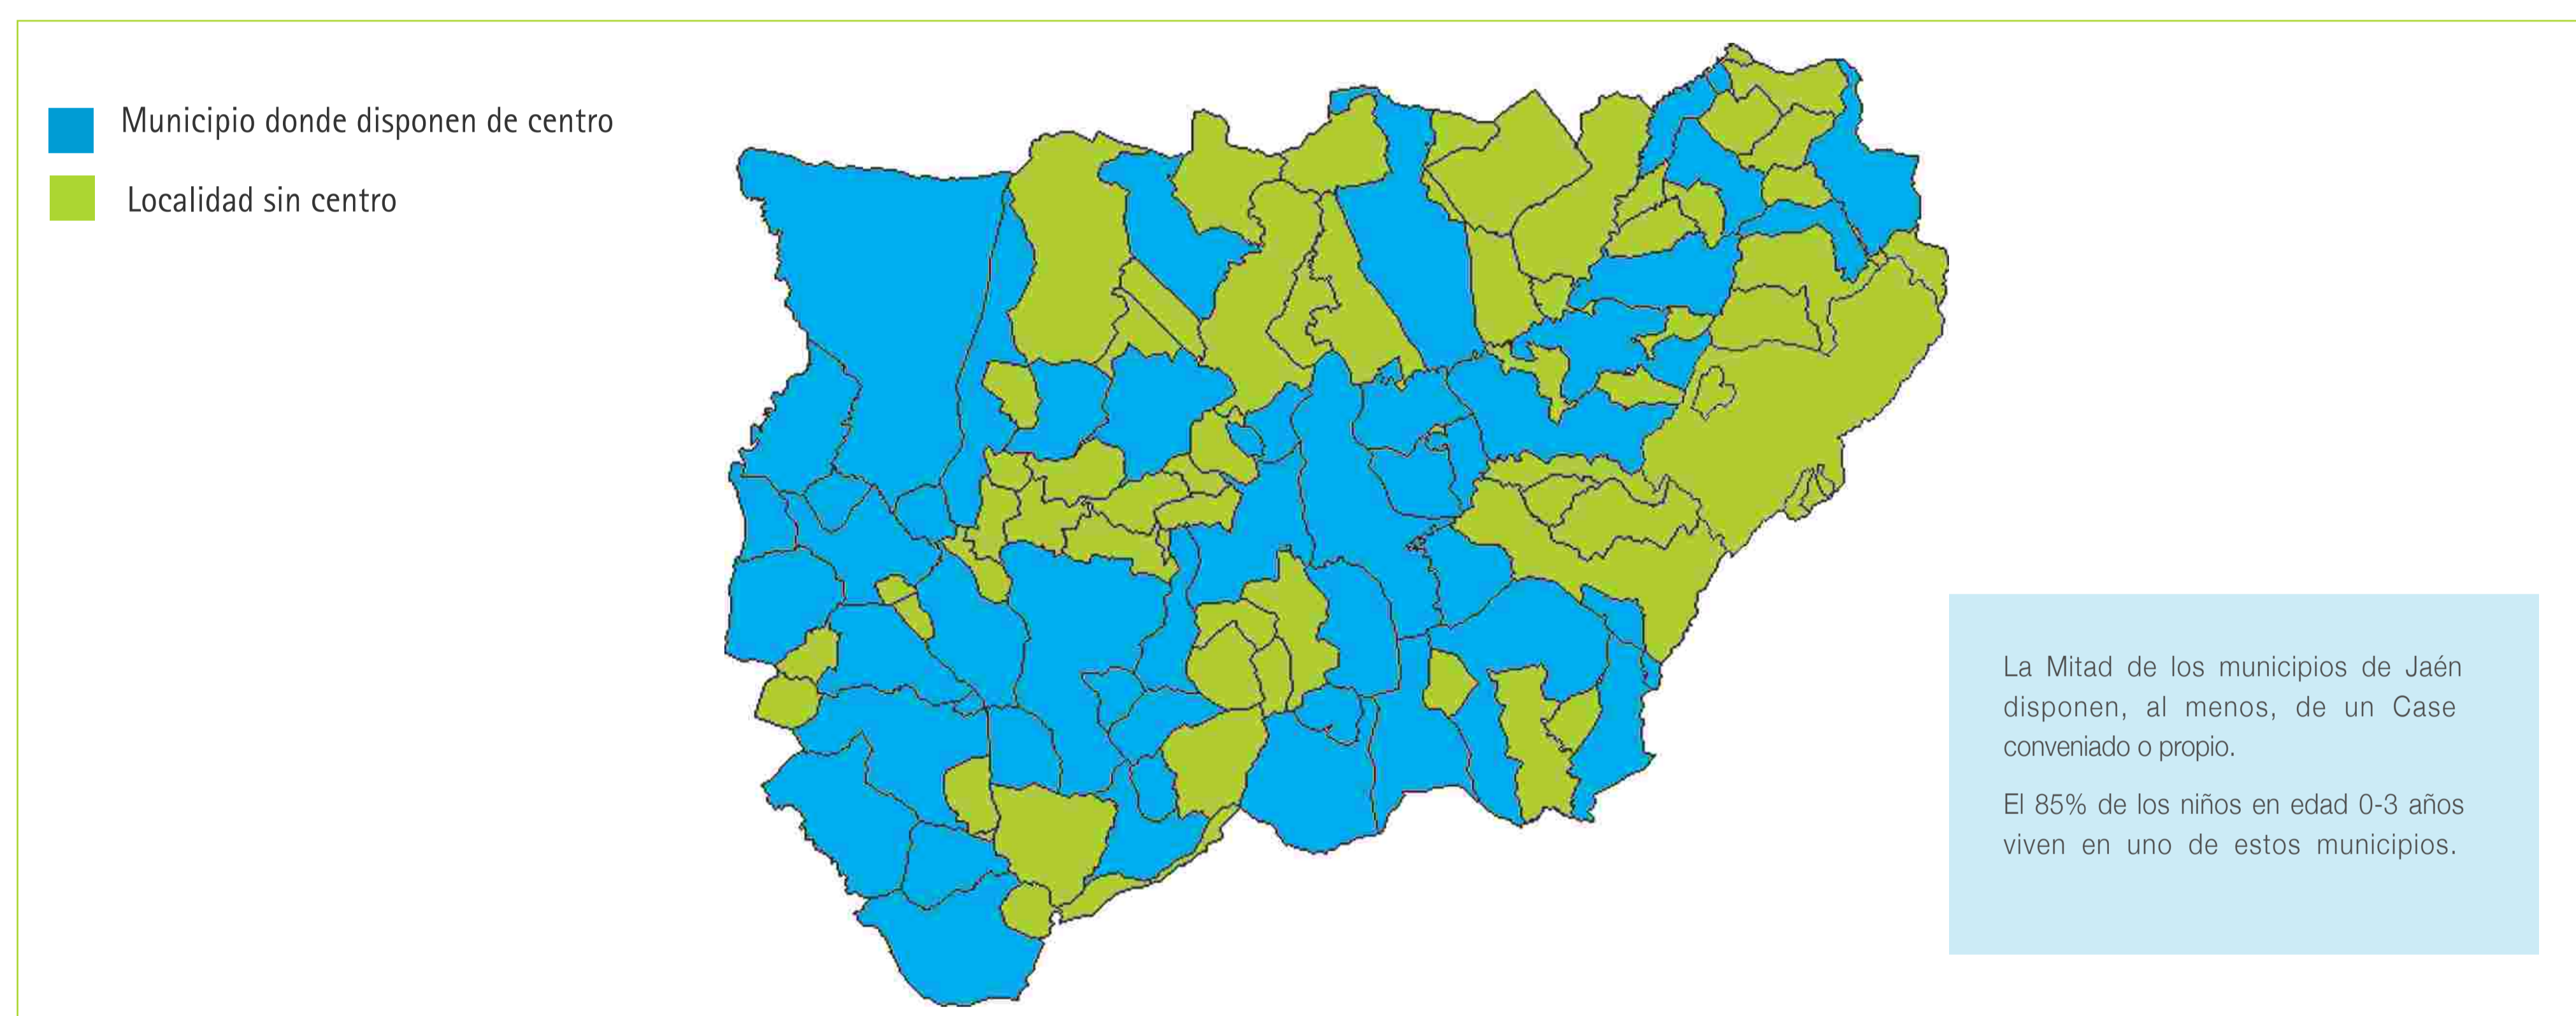 Municipio donde disponen de centro
Localidad sin centro
La Mitad de los municipios de Jaén
disponen, al menos, de un Case
conveniado o propio.
El 85% de los niños en edad 0-3 años
viven en uno de estos municipios.